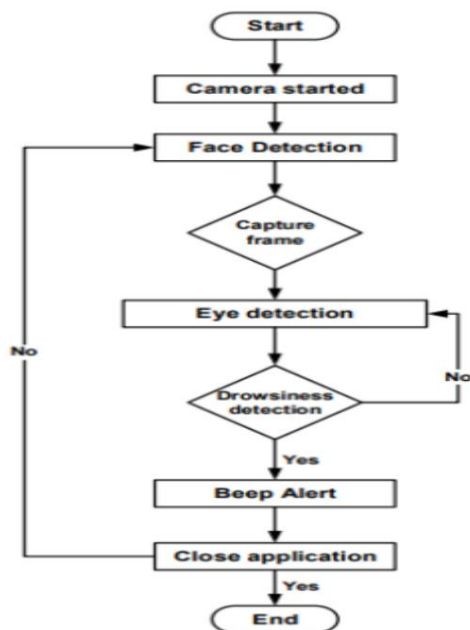 Start
Camera started
Face Detection
Capture
frame
Eye detection
No
No
Drowsiness
detection
Yes
Beep Alert
Close application
Yes
End